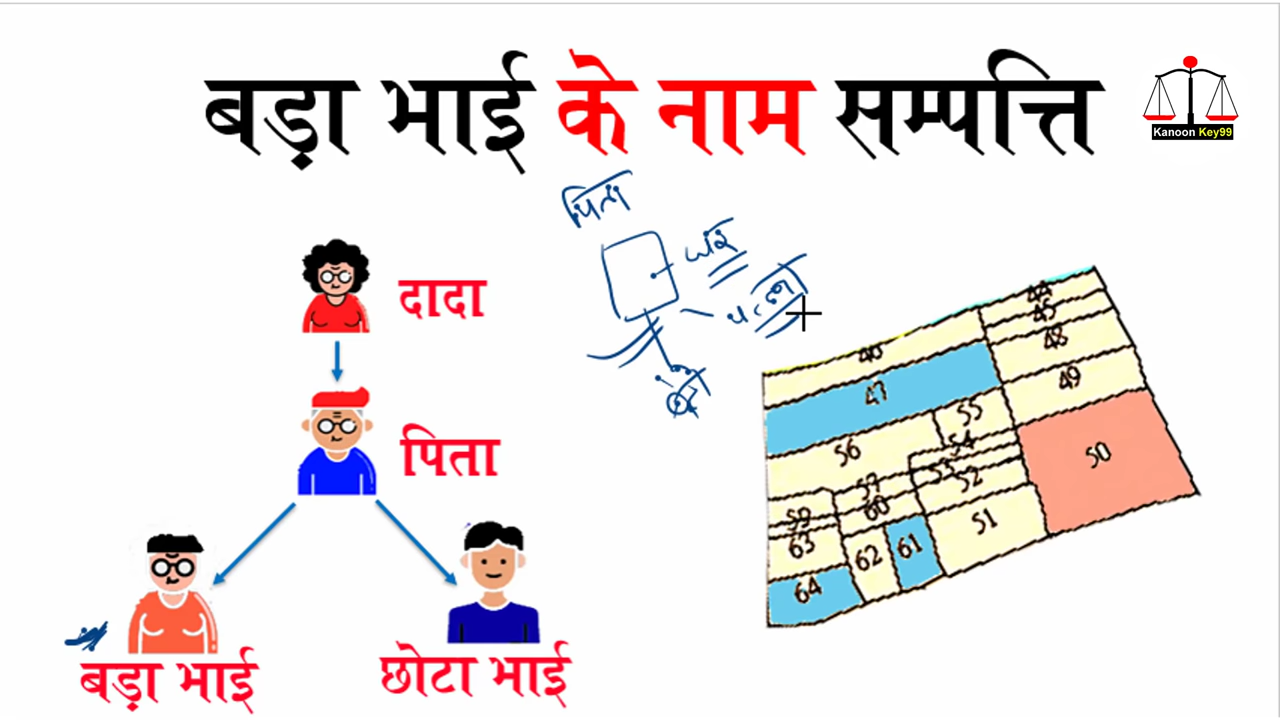 बड़ा भाई के नाम सम्पत्ति
Kanoon Key99
पिता
दादा
पिता
बड़ा भाई
छोटा भाई
44
45
40
48
47
49
55
56
54
50
53
52
57
60
59
51
63
62
61
64